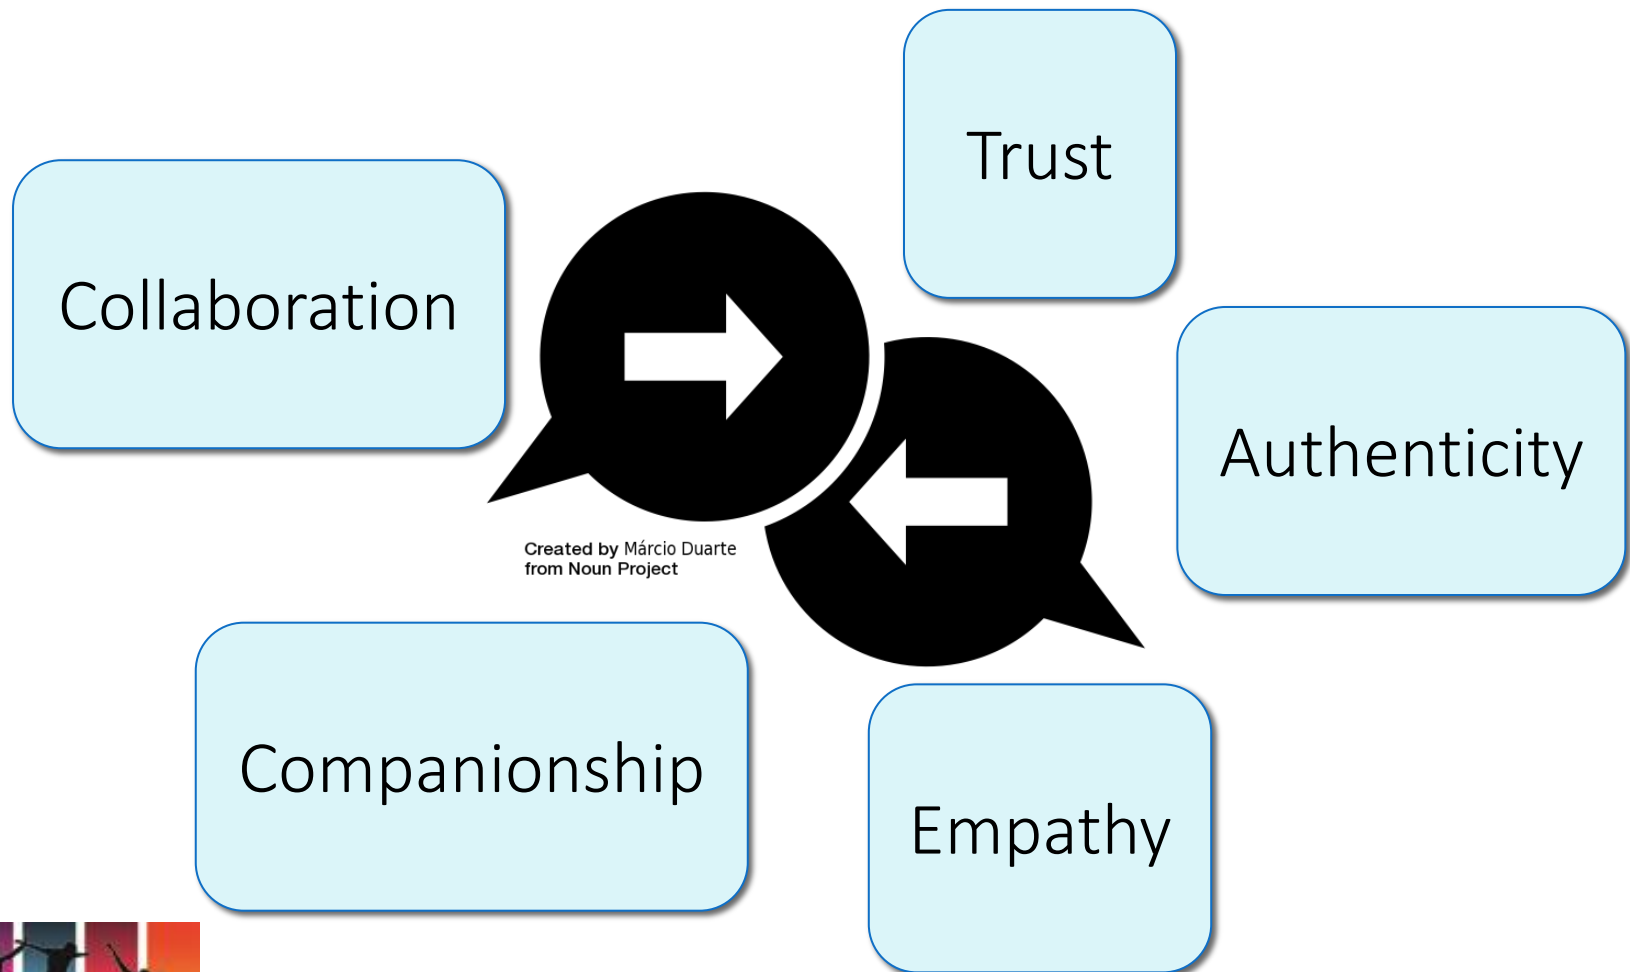 Trust
Collaboration
Authenticity
Created by Márcio Duarte
from Noun Project
Companionship
Empathy